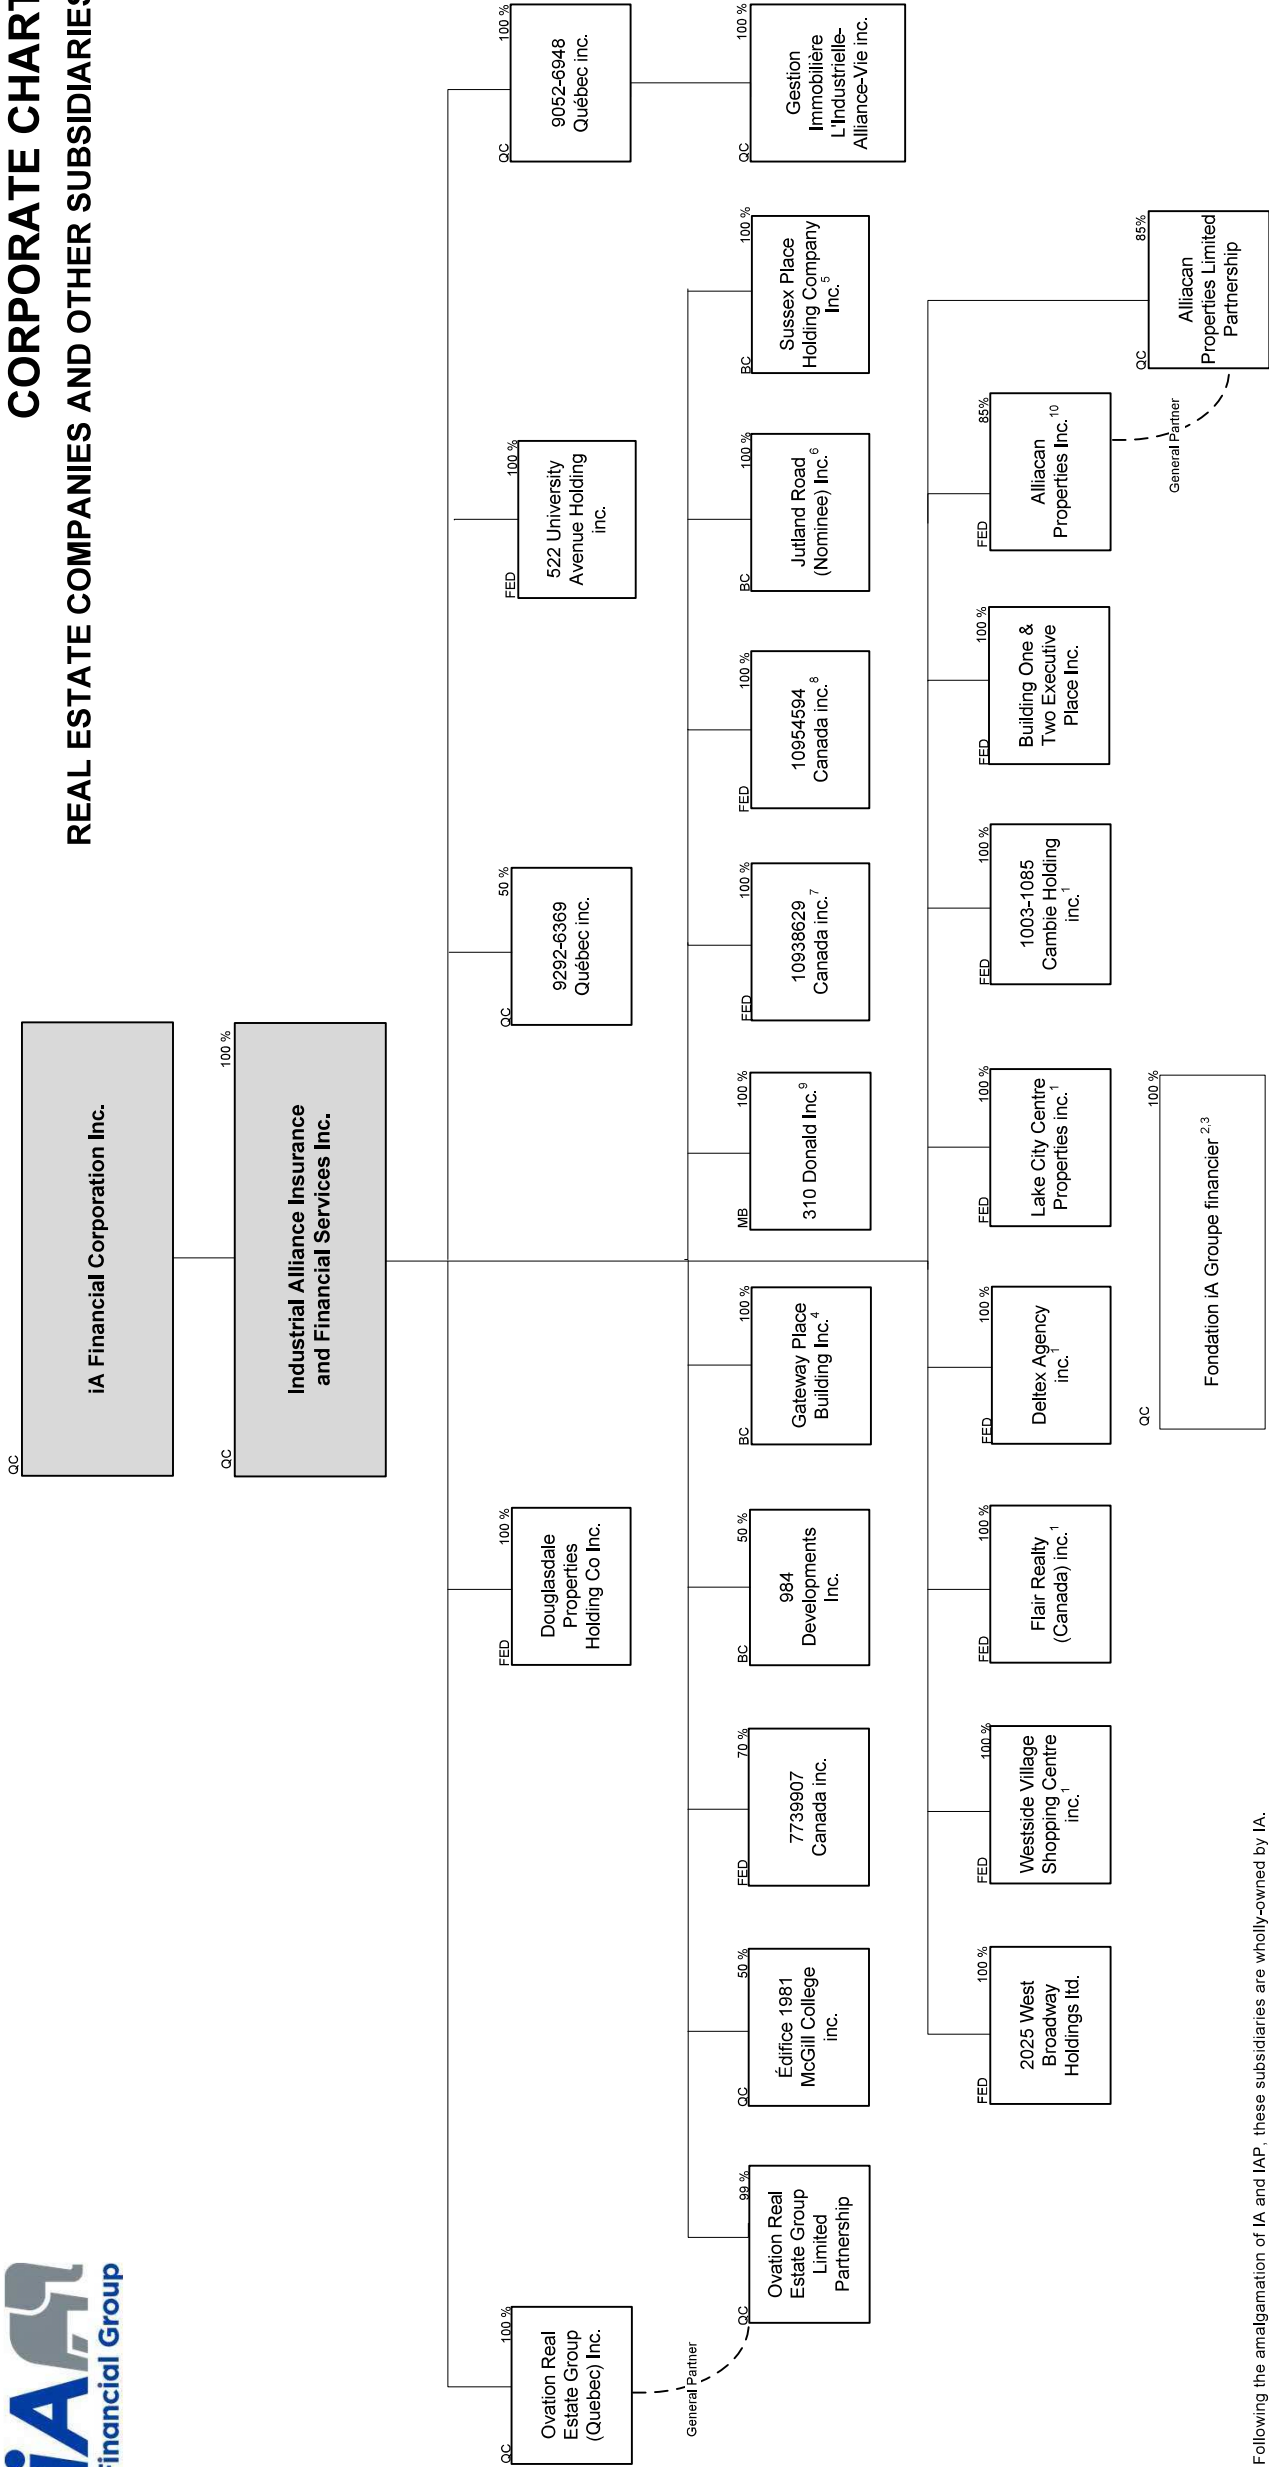 iA
Financial Group
CORPORATE CHART
REAL ESTATE COMPANIES AND OTHER SUBSIDIARIES
QC
iA Financial Corporation Inc.
QC
100 %
Industrial Alliance Insurance
and Financial Services Inc.
QC
100 %
Ovation Real
Estate Group
(Quebec) Inc.
FED
100 %
Douglasdale
Properties
Holding Co Inc.
QC
50 %
9292-6369
Québec inc.
FED
100 %
522 University
Avenue Holding
inc.
QC
100 %
9052-6948
Québec inc.
General Partner
QC
99 %
Ovation Real
Estate Group
Limited
Partnership
QC
50 %
Édifice 1981
McGill College
inc.
FED
70 %
7739907
Canada inc.
BC
50 %
984
Developments
Inc.
BC
100 %
Gateway Place
Building Inc.4
MB
100 %
310 Donald Inc.9
FED
100 %
10938629
Canada inc.7
FED
100 %
10954594
Canada inc.8
BC
100 %
Jutland Road
(Nominee) Inc.6
BC
100 %
Sussex Place
Holding Company
Inc.5
QC
100 %
Gestion
Immobilière
L'Industrielle-
Alliance-Vie inc.
FED
100 %
2025 West
Broadway
Holdings ltd.
FED
100 %
Westside Village
Shopping Centre
inc.1
FED
100 %
Flair Realty
(Canada) inc.1
FED
100 %
Deltex Agency
inc.1
FED
100 %
Lake City Centre
Properties inc.1
FED
100 %
1003-1085
Cambie Holding
inc.1
FED
100 %
Building One &
Two Executive
Place Inc.
FED
85%
Alliacan
Properties Inc.10
General Partner
QC
85%
Alliacan
Properties Limited
Partnership
QC
100 %
Fondation iA Groupe financier 2,3
Following the amalgamation of IA and IAP, these subsidiaries are wholly-owned by IA.